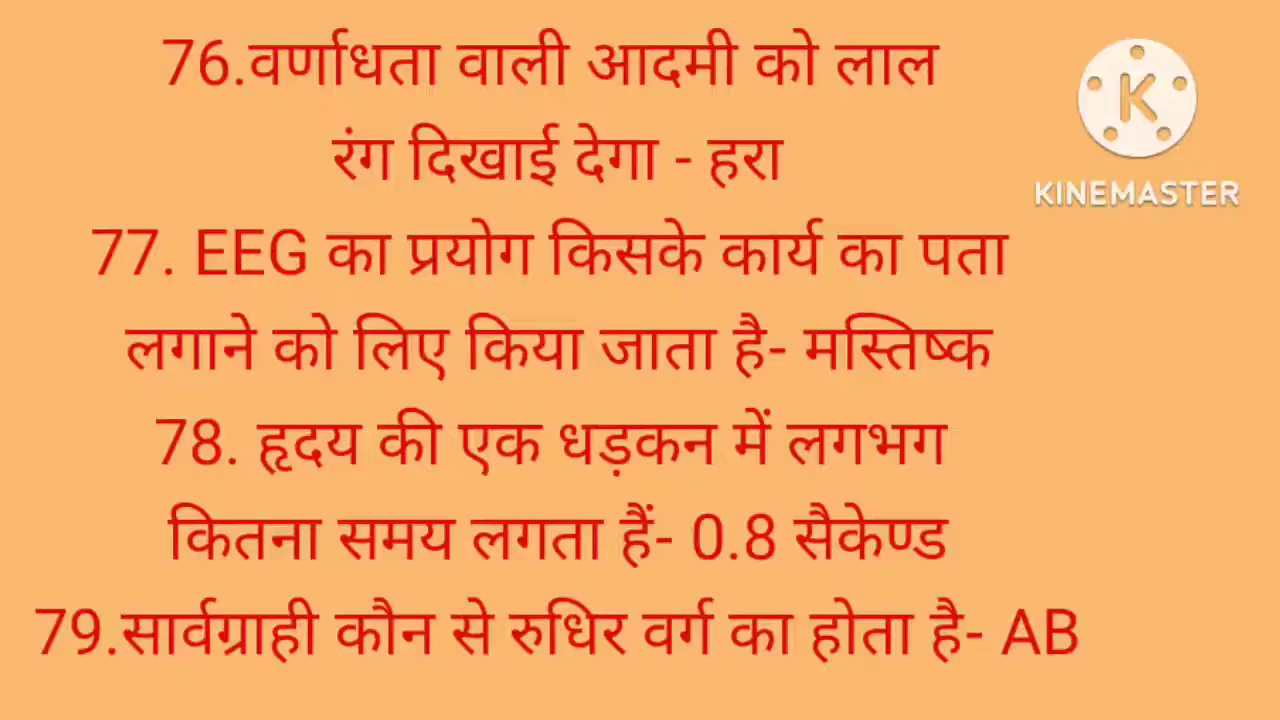 76.वर्णाधता वाली आदमी को लाल
रंग दिखाई देगा - हरा
77. EEG का प्रयोग किसके कार्य का पता
लगाने को लिए किया जाता है- मस्तिष्क
78. हृदय की एक धड़कन में लगभग
कितना समय लगता हैं- 0.8 सैकेण्ड
79.सार्वग्राही कौन से रुधिर वर्ग का होता है- AB
K
KINEMASTER